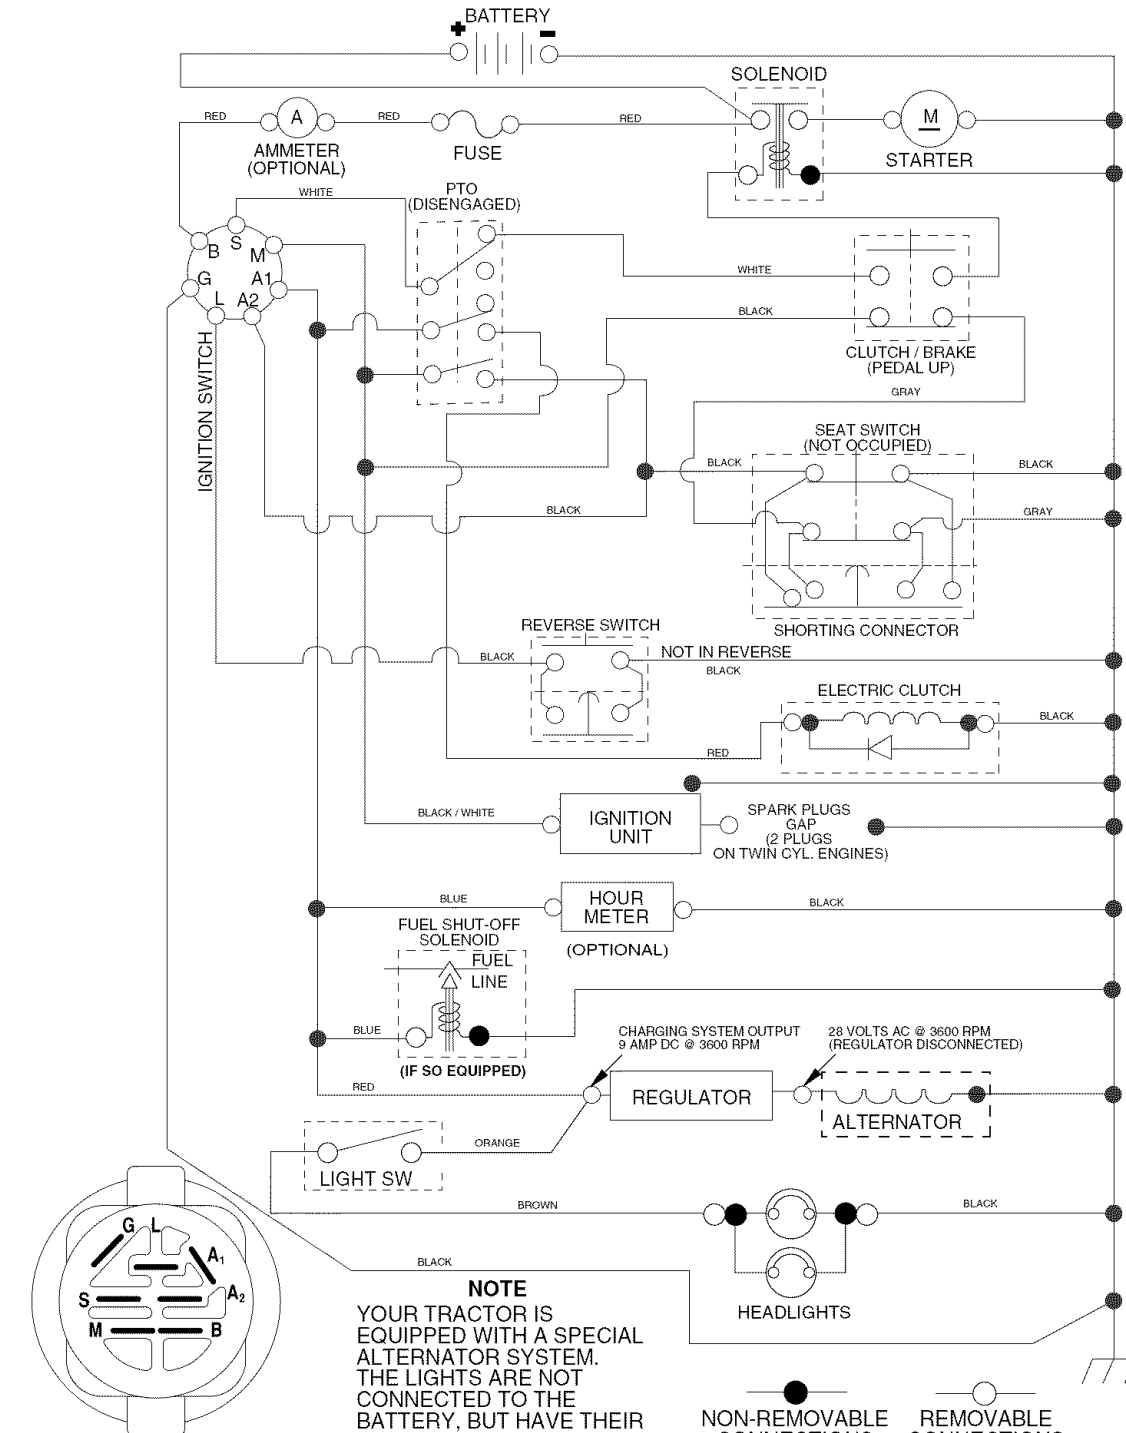 BATTERY
+
-
SOLENOID
RED
A
RED
RED
M
AMMETER
(OPTIONAL)
FUSE
STARTER
WHITE
PTO
(DISENGAGED)
S
B
M
G
A1
L
A2
WHITE
BLACK
IGNITION SWITCH
CLUTCH / BRAKE
(PEDAL UP)
GRAY
SEAT SWITCH
(NOT OCCUPIED)
BLACK
BLACK
BLACK
GRAY
SHORTING CONNECTOR
REVERSE SWITCH
BLACK
NOT IN REVERSE
BLACK
ELECTRIC CLUTCH
BLACK
RED
BLACK / WHITE
IGNITION
UNIT
SPARK PLUGS
GAP
(2 PLUGS
ON TWIN CYL. ENGINES)
BLUE
HOUR
METER
BLACK
(OPTIONAL)
FUEL SHUT-OFF
SOLENOID
FUEL
LINE
BLUE
(IF SO EQUIPPED)
CHARGING SYSTEM OUTPUT
9 AMP DC @ 3600 RPM
28 VOLTS AC @ 3600 RPM
(REGULATOR DISCONNECTED)
RED
REGULATOR
ALTERNATOR
ORANGE
LIGHT SW
BROWN
BLACK
HEADLIGHTS
BLACK
G
L
A1
A2
S
M
B
NOTE
YOUR TRACTOR IS
EQUIPPED WITH A SPECIAL
ALTERNATOR SYSTEM.
THE LIGHTS ARE NOT
CONNECTED TO THE
BATTERY, BUT HAVE THEIR
NON-REMOVABLE
CONNECTIONS
REMOVABLE
CONNECTIONS